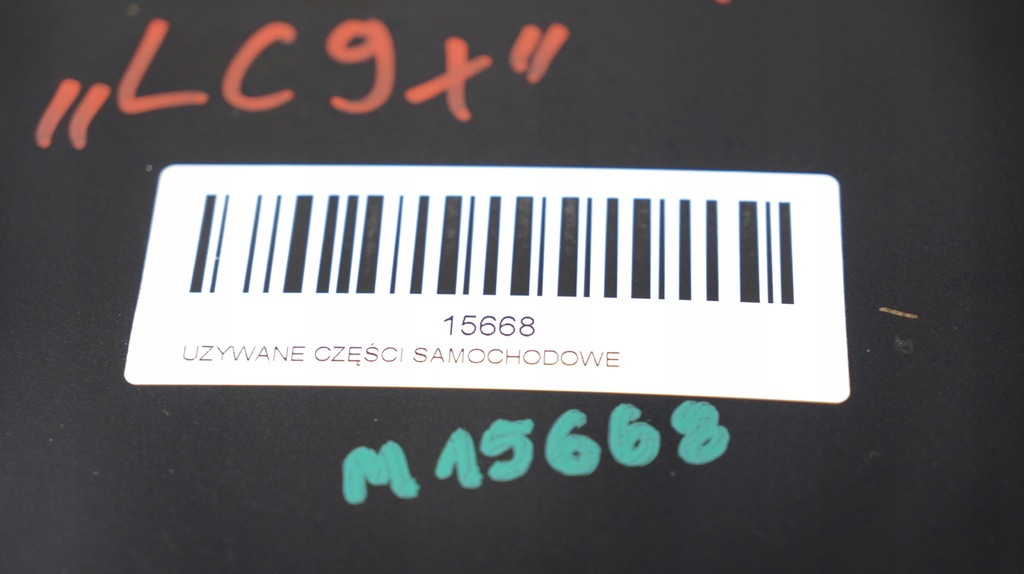 „LC9x”
15668
UZYWANE CZĘŚCI SAMOCHODOWE
M15668